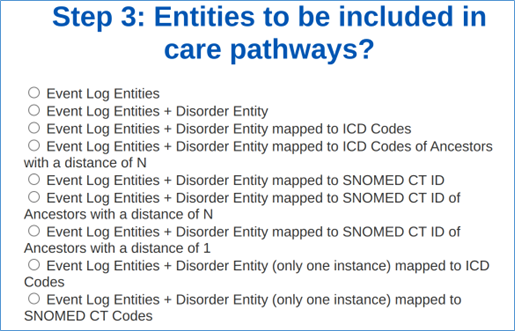 Step 3: Entities to be included in
care pathways?
Event Log Entities
Event Log Entities + Disorder Entity
Event Log Entities + Disorder Entity mapped to ICD Codes
Event Log Entities + Disorder Entity mapped to ICD Codes of Ancestors
with a distance of N
Event Log Entities + Disorder Entity mapped to SNOMED CT ID
Event Log Entities + Disorder Entity mapped to SNOMED CT ID of
Ancestors with a distance of N
Event Log Entities + Disorder Entity mapped to SNOMED CT ID of
Ancestors with a distance of 1
Event Log Entities + Disorder Entity (only one instance) mapped to ICD
Codes
Event Log Entities + Disorder Entity (only one instance) mapped to
SNOMED CT Codes